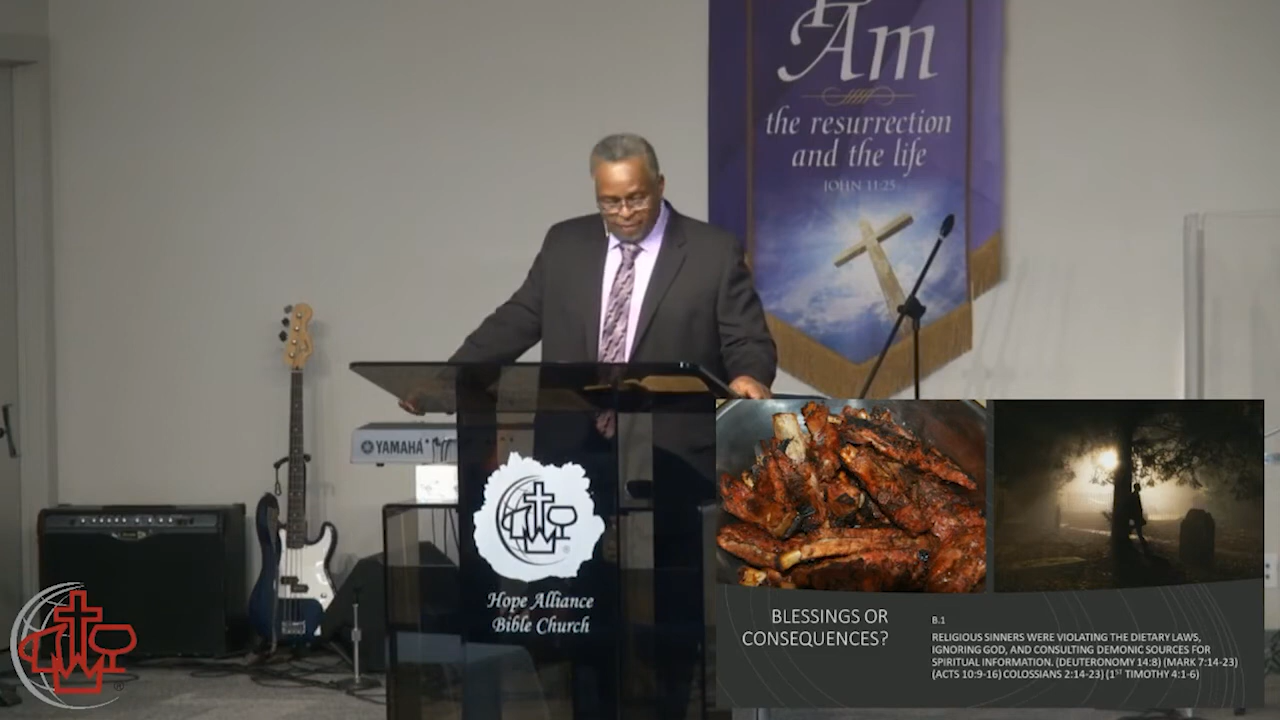 I
Am
the resurrection
and the life
JOHN 11:25
YAMAHA
Hope Alliance
Bible Church
®
BLESSINGS OR
CONSEQUENCES?
B.1
RELIGIOUS SINNERS WERE VIOLATING THE DIETARY LAWS,
IGNORING GOD, AND CONSULTING DEMONIC SOURCES FOR
SPIRITUAL INFORMATION. (DEUTERONOMY 14:8) (MARK 7:14-23)
(ACTS 10:9-16) COLOSSIANS 2:14-23) (1ST TIMOTHY 4:1-6)